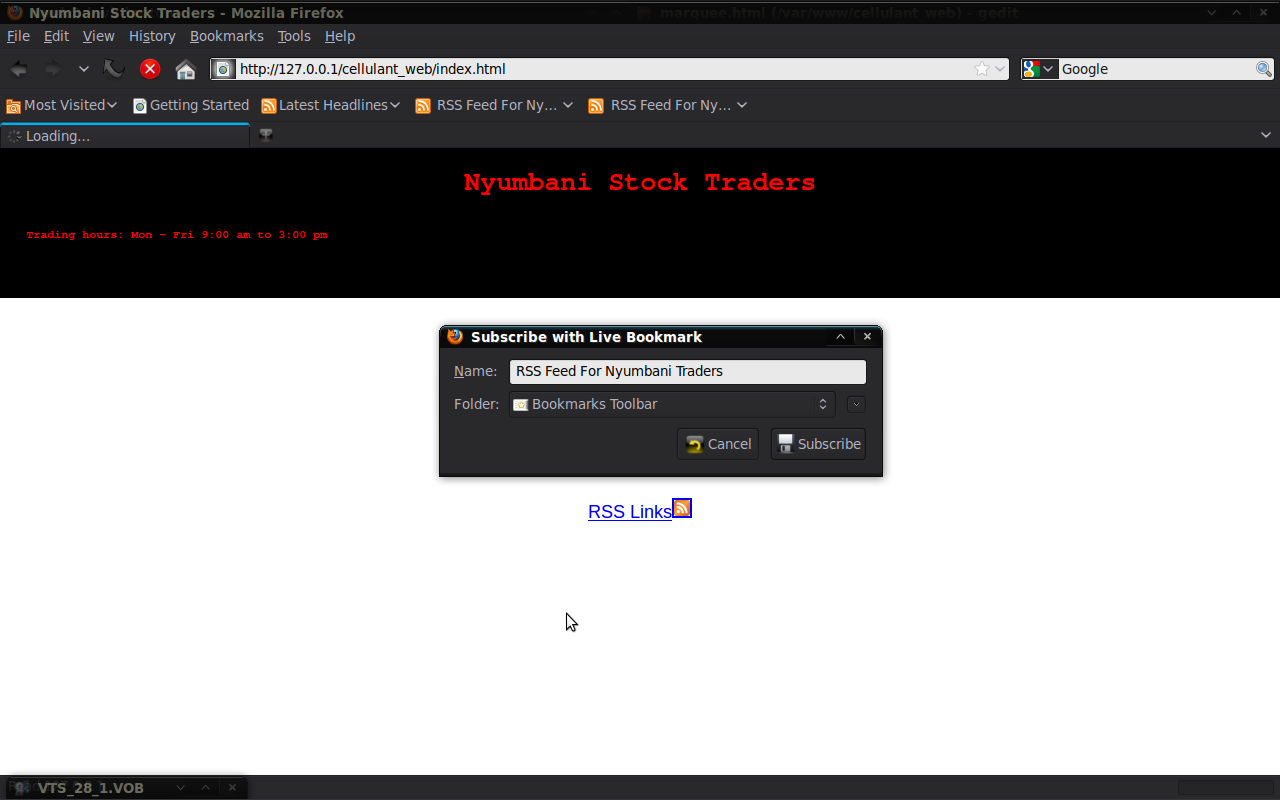 Nyumbani Stock Traders - Mozilla Firefox
marquee.html (/var/www/cellulant_web) - gedit
File Edit View History Bookmarks Tools Help
http://127.0.0.1/cellulant_web/index.html
Google
Most Visited Getting Started Latest Headlines RSS Feed For Ny... RSS Feed For Ny...
Loading...
Nyumbani Stock Traders
Trading hours: Mon - Fri 9:00 am to 3:00 pm
Subscribe with Live Bookmark
Name: RSS Feed For Nyumbani Traders
Folder: Bookmarks Toolbar
Cancel Subscribe
RSS Links
VTS_28_1.VOB